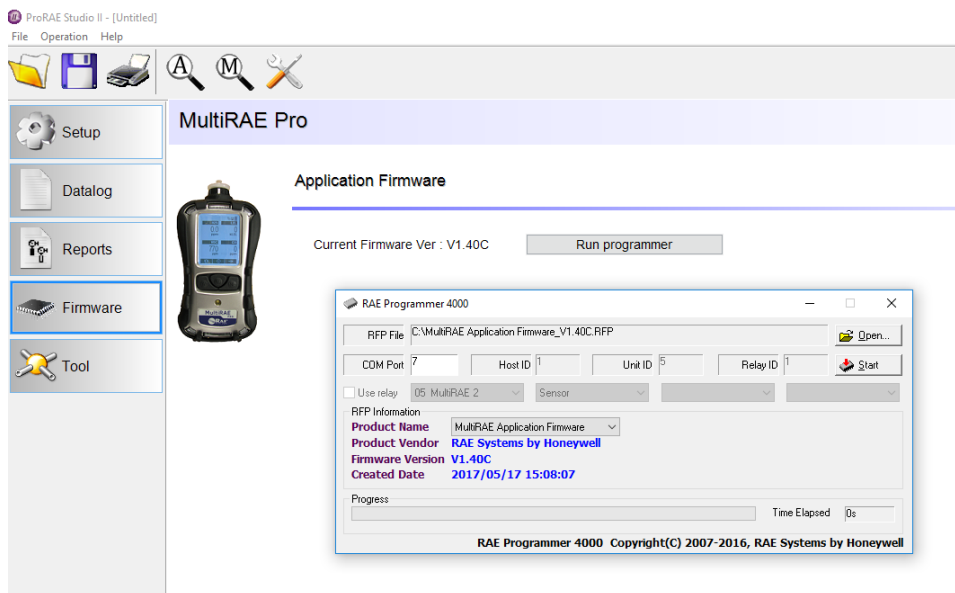 ProRAE Studio II - [Untitled]
File Operation Help
A M
Setup
Datalog
Reports
Firmware
Tool
MultiRAE Pro
Application Firmware
Current Firmware Ver : V1.40C Run programmer
MultiRAE
RAE
RAE Programmer 4000
RFP File C:\MultiRAE Application Firmware_V1.40C.RFP Open...
COM Port 7 Host ID 1 Unit ID 5 Relay ID 1 Start
Use relay 05 MultiRAE 2 Sensor
RFP Information
Product Name MultiRAE Application Firmware
Product Vendor RAE Systems by Honeywell
Firmware Version V1.40C
Created Date 2017/05/17 15:08:07
Progress
Time Elapsed 0s
RAE Programmer 4000 Copyright(C) 2007-2016, RAE Systems by Honeywell